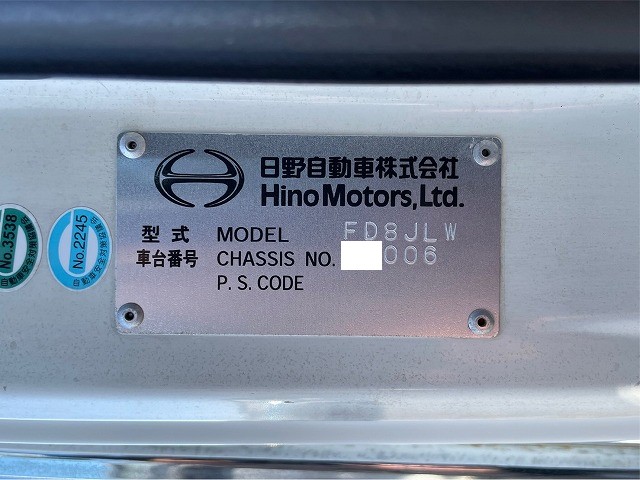 日野自動車株式会社
Hino Motors, Ltd.
型式 MODEL FD8JLW
車台番号 CHASSIS NO. 006
P.S.CODE
No.3538
No.2245